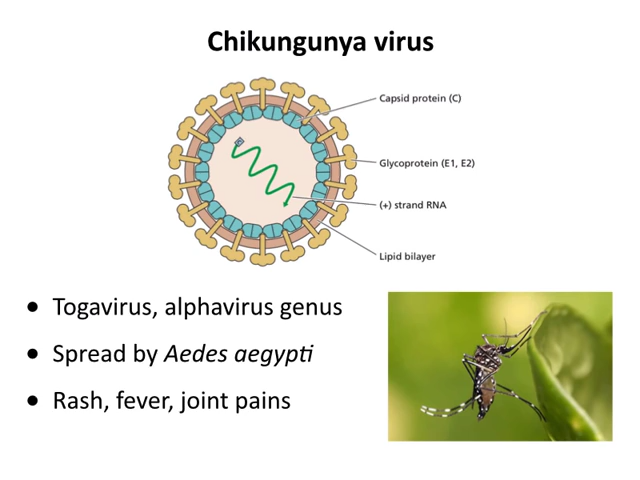 Chikungunya virus
Capsid protein (C)
Glycoprotein (E1, E2)
(+) strand RNA
Lipid bilayer
• Togavirus, alphavirus genus
• Spread by Aedes aegypti
• Rash, fever, joint pains